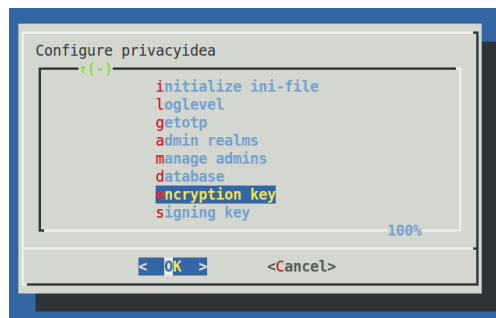 Configure privacyidea
↑(-)
initialize ini-file
loglevel
getotp
admin realms
manage admins
database
encryption key
signing key
100%
< OK > <Cancel>